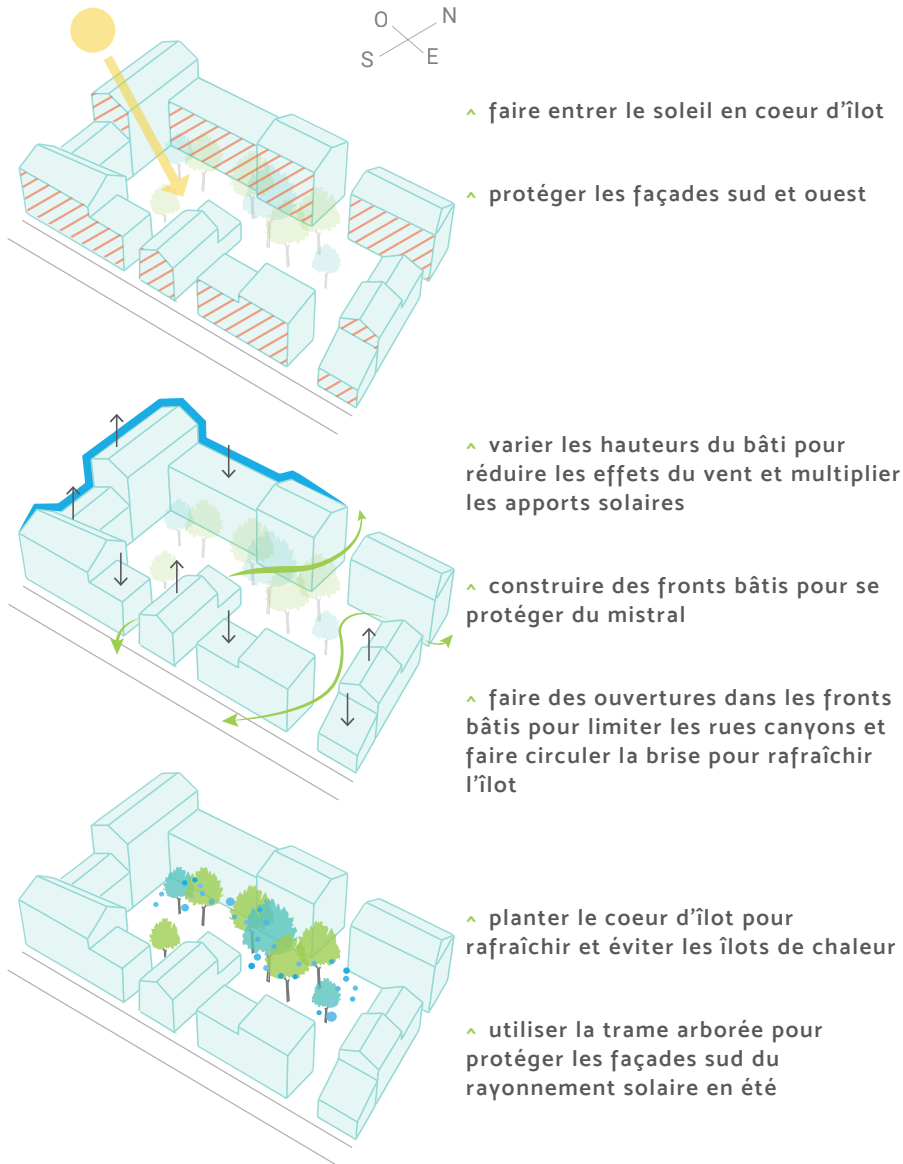 O
N
S
E
^ faire entrer le soleil en coeur d'îlot
^ protéger les façades sud et ouest
^ varier les hauteurs du bâti pour
réduire les effets du vent et multiplier
les apports solaires
^ construire des fronts bâtis pour se
protéger du mistral
^ faire des ouvertures dans les fronts
bâtis pour limiter les rues canyons et
faire circuler la brise pour rafraîchir
l'îlot
^ planter le coeur d'îlot pour
rafraîchir et éviter les îlots de chaleur
^ utiliser la trame arborée pour
protéger les façades sud du
rayonnement solaire en été